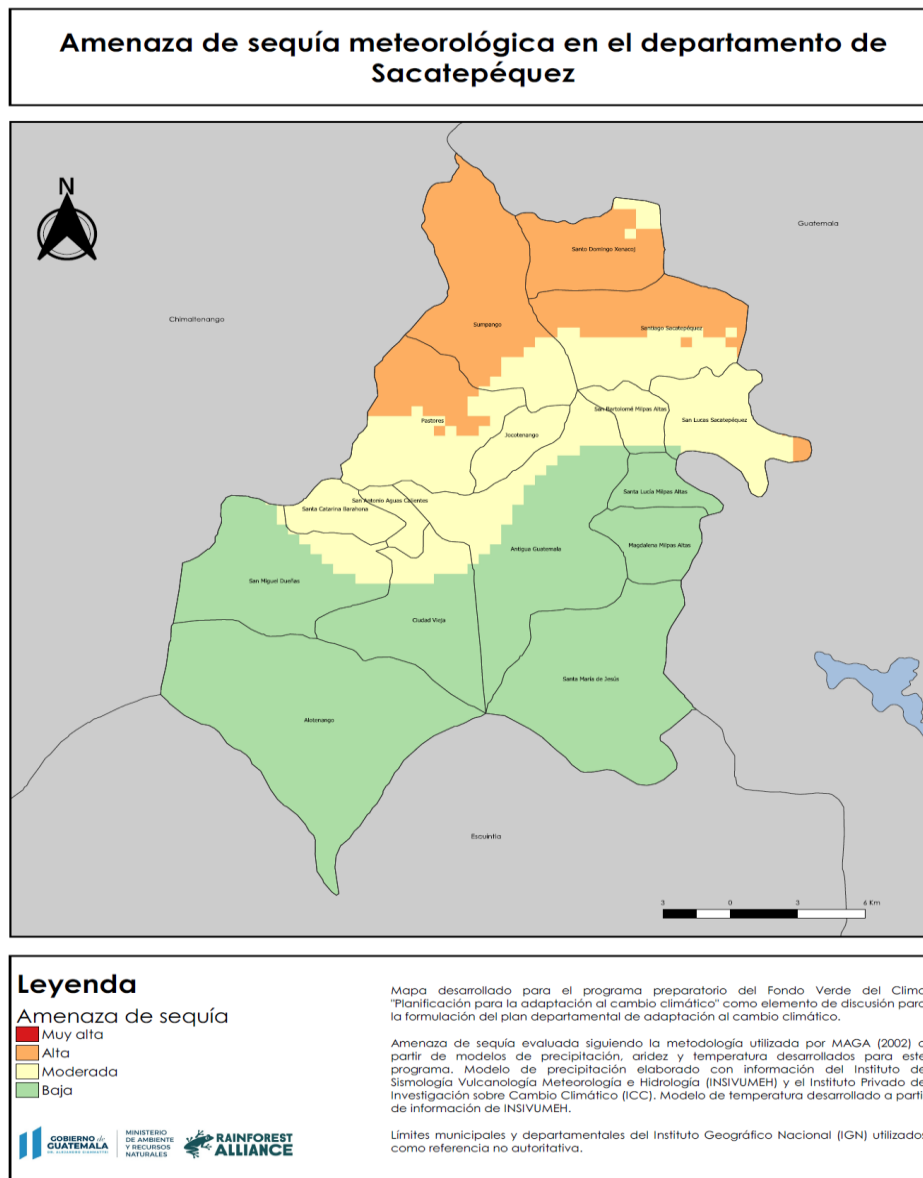 Amenaza de sequía meteorológica en el departamento de
Sacatepéquez
N
Guatemala
Santo Domingo Xenacoj
Chimaltenango
Sumpango
Santiago Sacatepéquez
San Bartolomé Milpas Altas
Pastores
San Lucas Sacatepéquez
Jocotenango
Santa Lucía Milpas Altas
San Antonio Aguas Calientes
Santa Catarina Barahona
Magdalena Milpas Altas
Antigua Guatemala
San Miguel Dueñas
Ciudad Vieja
Santa María de Jesús
Alotenango
Escuintla
3 0 3 6 Km
Leyenda
Amenaza de sequía
Muy alta
Alta
Moderada
Baja
Mapa desarrollado para el programa preparatorio del Fondo Verde del Clima
"Planificación para la adaptación al cambio climático" como elemento de discusión para
la formulación del plan departamental de adaptación al cambio climático.
Amenaza de sequía evaluada siguiendo la metodología utilizada por MAGA (2002) a
partir de modelos de precipitación, aridez y temperatura desarrollados para este
programa. Modelo de precipitación elaborado con información del Instituto de
Sismología Vulcanología Meteorología e Hidrología (INSIVUMEH) y el Instituto Privado de
Investigación sobre Cambio Climático (ICC). Modelo de temperatura desarrollado a parti
de información de INSIVUMEH.
Límites municipales y departamentales del Instituto Geográfico Nacional (IGN) utilizados
como referencia no autoritativa.
GOBIERNO de
GUATEMALA
DR. ALEJANDRO GIAMMATTEI
MINISTERIO
DE AMBIENTE
Y RECURSOS
NATURALES
RAINFOREST
ALLIANCE